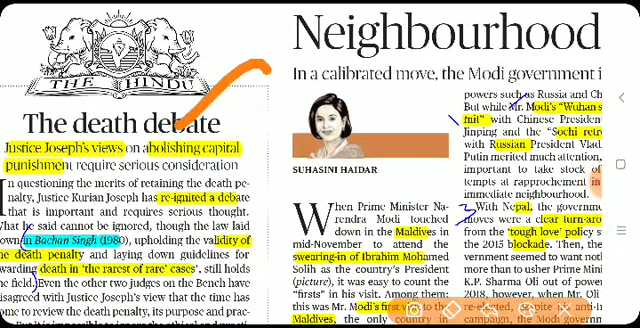 THE HINDU
The death debate
Justice Joseph's views on abolishing capital
punishment require serious consideration
In questioning the merits of retaining the death pe-
nalty, Justice Kurian Joseph has re-ignited a debate
that is important and requires serious thought.
What he said cannot be ignored, though the law laid
down in Bachan Singh (1980), upholding the validity of
the death penalty and laying down guidelines for
awarding death in 'the rarest of rare' cases', still holds
the field. Even the other two judges on the Bench have
disagreed with Justice Joseph's view that the time has
come to review the death penalty, its purpose and prac-
Neighbourhood
In a calibrated move, the Modi government i
SUHASINI HAIDAR
When Prime Minister Na-
rendra Modi touched
down in the Maldives in
mid-November to attend the
swearing-in of Ibrahim Mohamed
Solih as the country's President
(picture), it was easy to count the
"firsts" in his visit. Among them:
this was Mr. Modi's first visit to the
Maldives, the only country in
powers such as Russia and Ch
But while Mr. Modi's "Wuhan s
mit" with Chinese President
Jinping and the "Sochi retre
with Russian President Vlad
Putin merited much attention,
important to take stock of
tempts at rapprochement in
immediate neighbourhood.
With Nepal, the governme
moves were a clear turn-aro
from the 'tough love' policy s
the 2015 blockade. Then, the
vernment seemed to want noth
more than to usher Prime Mini
K.P. Sharma Oli out of power
2018, however, when Mr. Oli
re-elected, despite his anti-In
campaign, the Modi governm